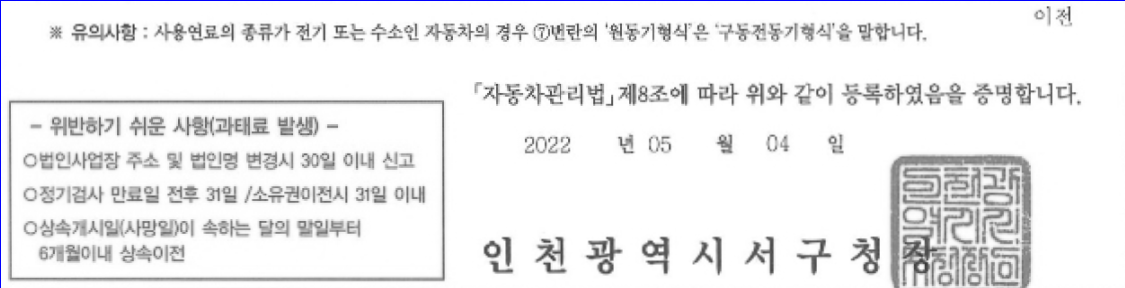 이전
※ 유의사항 : 사용연료의 종류가 전기 또는 수소인 자동차의 경우 ⑦번란의 '원동기형식'은 '구동전동기형식'을 말합니다.
「자동차관리법」제8조에 따라 위와 같이 등록하였음을 증명합니다.
2022 년 05 월 04 일
- 위반하기 쉬운 사항(과태료 발생) -
○법인사업장 주소 및 법인명 변경시 30일 이내 신고
○정기검사 만료일 전후 31일 /소유권이전시 31일 이내
○상속개시일(사망일)이 속하는 달의 말일부터
6개월이내 상속이전
인천광역시서구청장